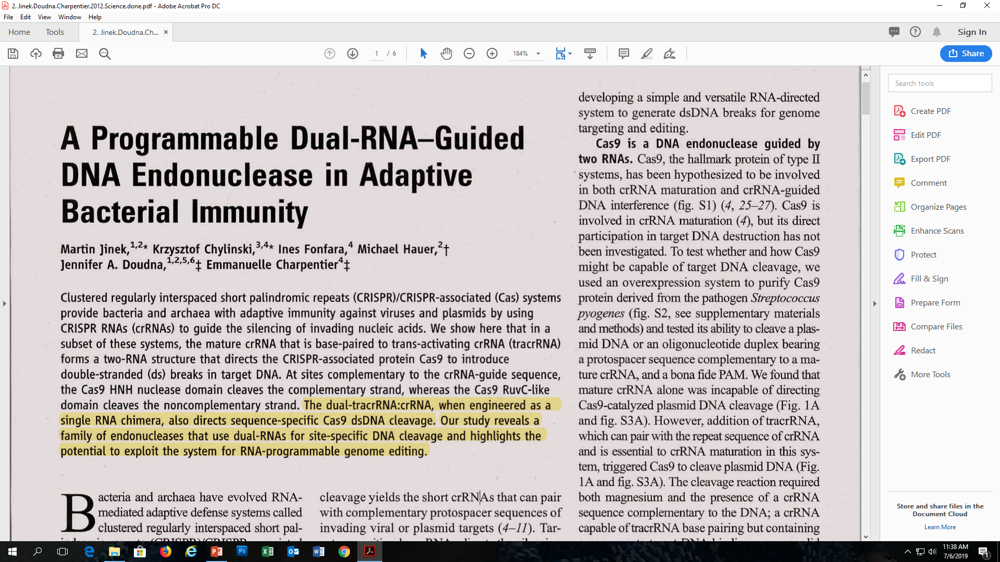 2. Jinek.Doudna.Charpentier.2012.Science.done.pdf - Adobe Acrobat Pro DC
File Edit View Window Help
Home Tools 2. Jinek.Doudna.Ch... ×
Sign In
1 / 6
184%
Share
A Programmable Dual-RNA–Guided
DNA Endonuclease in Adaptive
Bacterial Immunity
Martin Jinek,1,2* Krzysztof Chylinski,3,4* Ines Fonfara,4 Michael Hauer,2†
Jennifer A. Doudna,1,2,5,6‡ Emmanuelle Charpentier4‡
Clustered regularly interspaced short palindromic repeats (CRISPR)/CRISPR-associated (Cas) systems
provide bacteria and archaea with adaptive immunity against viruses and plasmids by using
CRISPR RNAs (crRNAs) to guide the silencing of invading nucleic acids. We show here that in a
subset of these systems, the mature crRNA that is base-paired to trans-activating crRNA (tracrRNA)
forms a two-RNA structure that directs the CRISPR-associated protein Cas9 to introduce
double-stranded (ds) breaks in target DNA. At sites complementary to the crRNA-guide sequence,
the Cas9 HNH nuclease domain cleaves the complementary strand, whereas the Cas9 RuvC-like
domain cleaves the noncomplementary strand. The dual-tracrRNA:crRNA, when engineered as a
single RNA chimera, also directs sequence-specific Cas9 dsDNA cleavage. Our study reveals a
family of endonucleases that use dual-RNAs for site-specific DNA cleavage and highlights the
potential to exploit the system for RNA-programmable genome editing.
Bacteria and archaea have evolved RNA-
mediated adaptive defense systems called
clustered regularly interspaced short pal-
cleavage yields the short crRNAs that can pair
with complementary protospacer sequences of
invading viral or plasmid targets (4–11). Tar-
developing a simple and versatile RNA-directed
system to generate dsDNA breaks for genome
targeting and editing.
Cas9 is a DNA endonuclease guided by
two RNAs. Cas9, the hallmark protein of type II
systems, has been hypothesized to be involved
in both crRNA maturation and crRNA-guided
DNA interference (fig. S1) (4, 25–27). Cas9 is
involved in crRNA maturation (4), but its direct
participation in target DNA destruction has not
been investigated. To test whether and how Cas9
might be capable of target DNA cleavage, we
used an overexpression system to purify Cas9
protein derived from the pathogen Streptococcus
pyogenes (fig. S2, see supplementary materials
and methods) and tested its ability to cleave a plas-
mid DNA or an oligonucleotide duplex bearing
a protospacer sequence complementary to a ma-
ture crRNA, and a bona fide PAM. We found that
mature crRNA alone was incapable of directing
Cas9-catalyzed plasmid DNA cleavage (Fig. 1A
and fig. S3A). However, addition of tracrRNA,
which can pair with the repeat sequence of crRNA
and is essential to crRNA maturation in this sys-
tem, triggered Cas9 to cleave plasmid DNA (Fig.
1A and fig. S3A). The cleavage reaction required
both magnesium and the presence of a crRNA
sequence complementary to the DNA; a crRNA
capable of tracrRNA base pairing but containing
Search tools
Create PDF
Edit PDF
Export PDF
Comment
Organize Pages
Enhance Scans
Protect
Fill & Sign
Prepare Form
Compare Files
Redact
More Tools
Store and share files in the
Document Cloud
Learn More
11:38 AM
7/6/2019
1